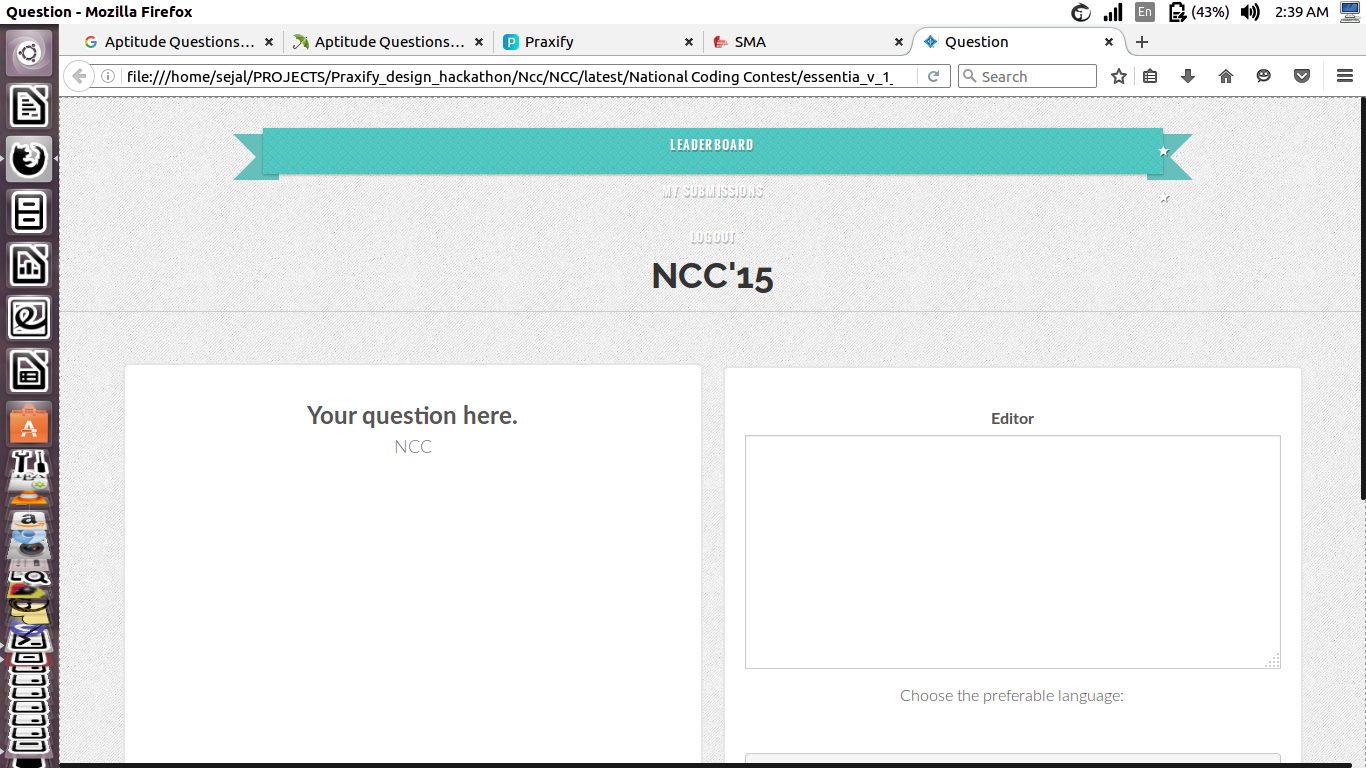 Question - Mozilla Firefox
En (43%) 2:39 AM
Aptitude Questions... Aptitude Questions... Praxify SMA Question
file:///home/sejal/PROJECTS/Praxify_design_hackathon/Ncc/NCC/latest/National Coding Contest/essentia_v_1_ Search
LEADERBOARD
MY SUBMISSIONS
LOGOUT
NCC'15
Your question here.
NCC
Editor
Choose the preferable language: